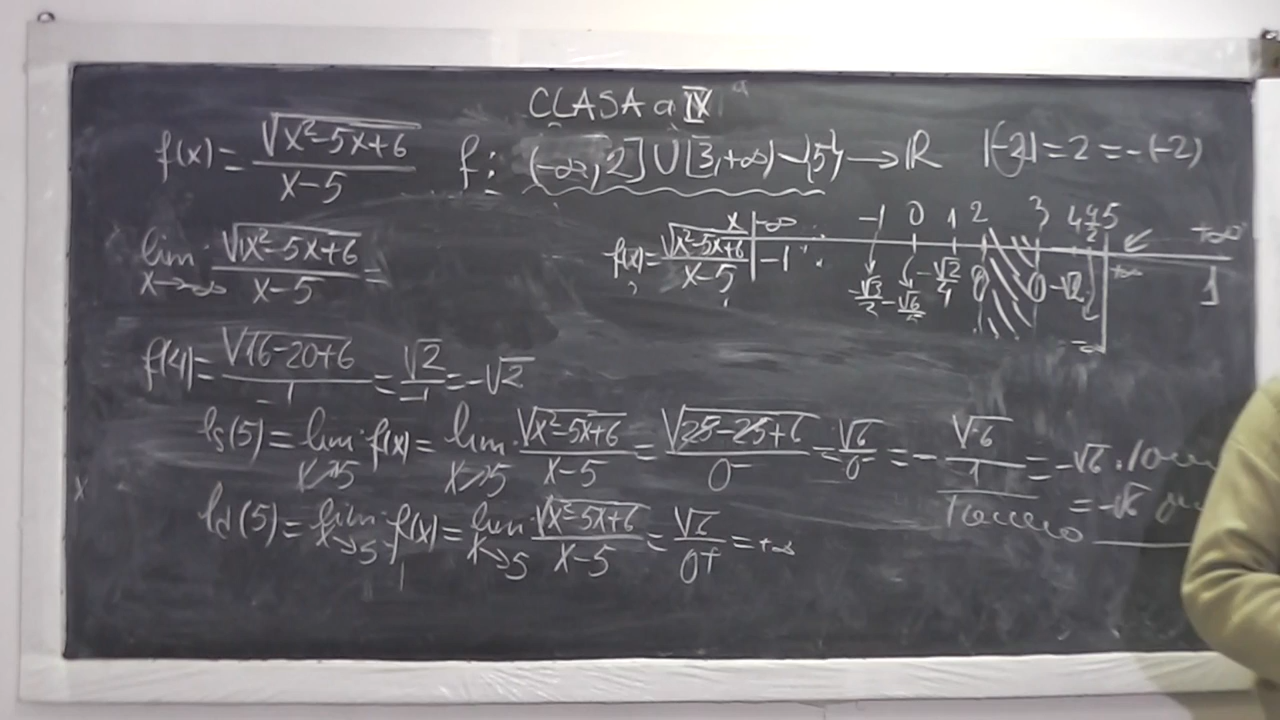 CLASA a IX a
f(x) = √(x²-5x+6) / (x-5)   f: (-∞, 2] ∪ [3, +∞) - {5} → ℝ   |-2| = 2 = -(-2)
x | -∞ -1 0 1 2 3 4 4 1/2 5 +∞
f(x) = √(x²-5x+6) / (x-5) | -1 -√3/2 -√6/5 -√2/4 0 0 -√2 -∞ +∞ 1
lim x→-∞ √(x²-5x+6) / (x-5) =
f(4) = √(16-20+6) / -1 = √2 / -1 = -√2
ls(5) = lim x→5 f(x) = lim x→5 √(x²-5x+6) / (x-5) = √(25-25+6) / 0- = √6 / 0- = - √6 / 1 = -√6 ·
= -√6
ld(5) = lim x→5 f(x) = lim x→5 √(x²-5x+6) / (x-5) = √6 / 0+ = +∞